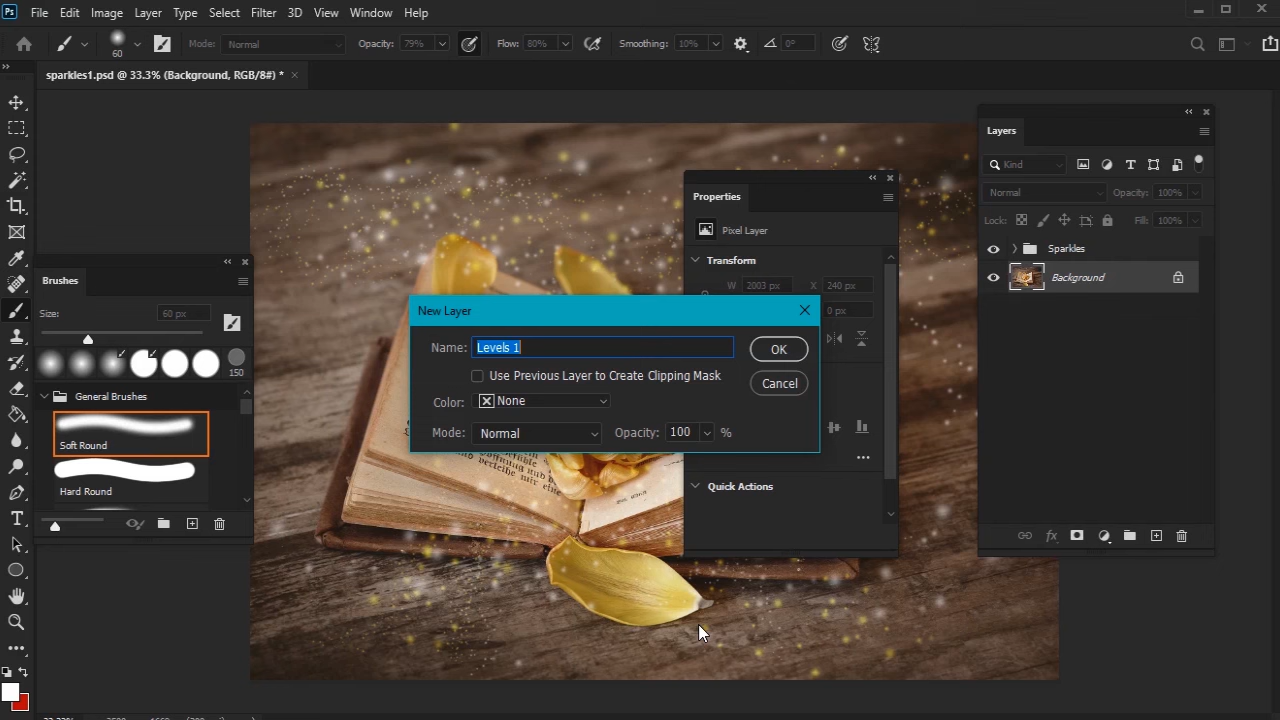 Ps File Edit Image Layer Type Select Filter 3D View Window Help
60 Mode: Normal Opacity: 79% Flow: 80% Smoothing: 10% 0°
sparkles1.psd @ 33.3% (Background, RGB/8#) *
Brushes
Size: 60 px
150
General Brushes
Soft Round
Hard Round
New Layer
Name: Levels 1
OK
Use Previous Layer to Create Clipping Mask
Cancel
Color: None
Mode: Normal Opacity: 100 %
Properties
Pixel Layer
Transform
W 2003 px X 240 px
0 px
Quick Actions
Layers
Kind
Normal Opacity: 100%
Lock: Fill: 100%
Sparkles
Background
verleihe mir eine